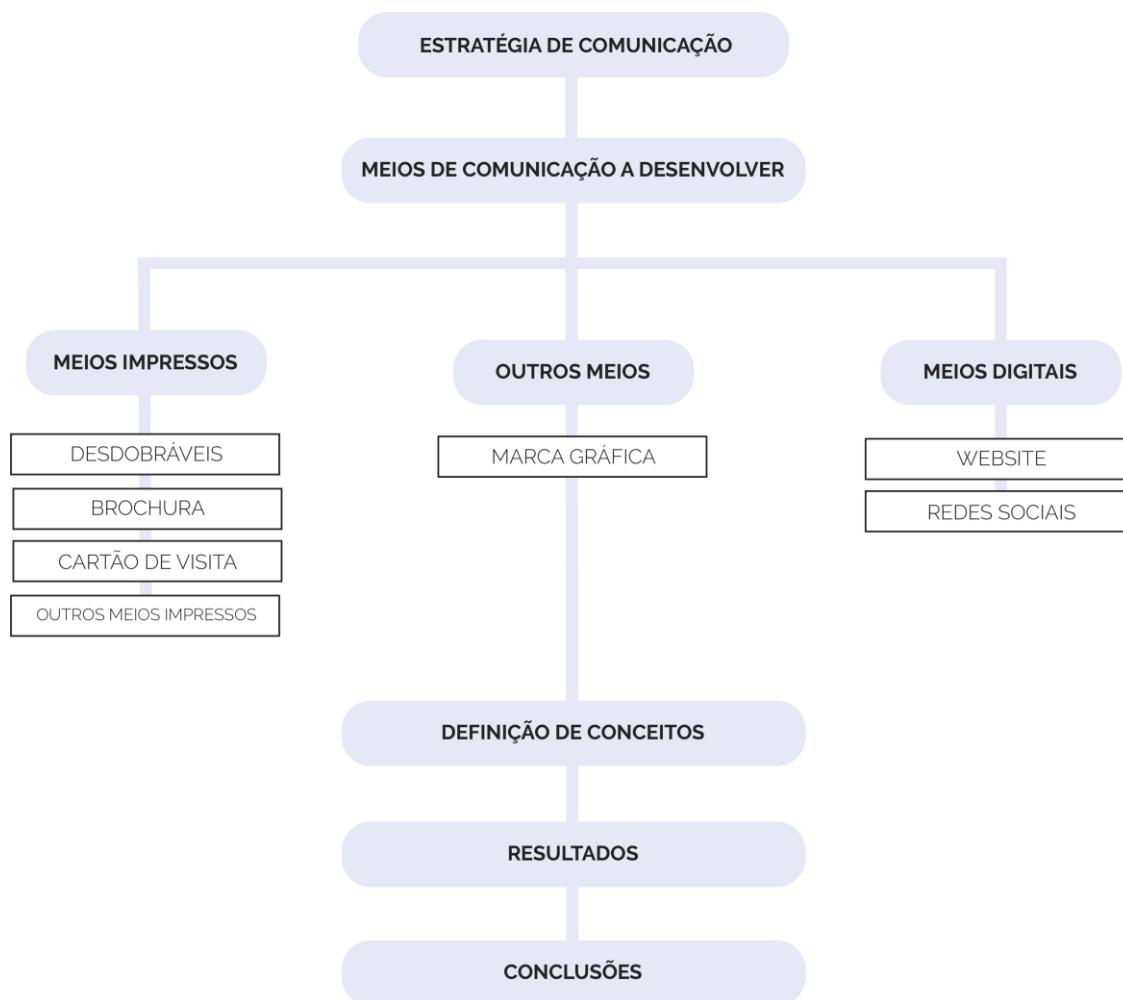 ESTRATÉGIA DE COMUNICAÇÃO
MEIOS DE COMUNICAÇÃO A DESENVOLVER
MEIOS IMPRESSOS
DESDOBRÁVEIS
BROCHURA
CARTÃO DE VISITA
OUTROS MEIOS IMPRESSOS
OUTROS MEIOS
MARCA GRÁFICA
MEIOS DIGITAIS
WEBSITE
REDES SOCIAIS
DEFINIÇÃO DE CONCEITOS
RESULTADOS
CONCLUSÕES